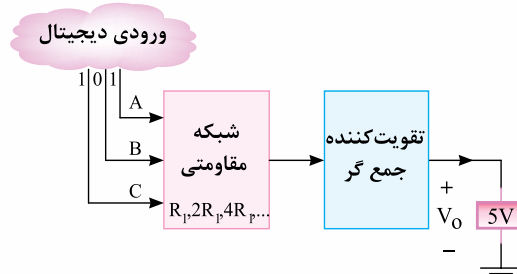 ورودی دیجیتال
1 0 1
A
B
C
شبکه
مقاومتی
R₁,2R₁,4R₁,...
تقویت‌کننده
جمع گر
+
Vₒ
−
5V